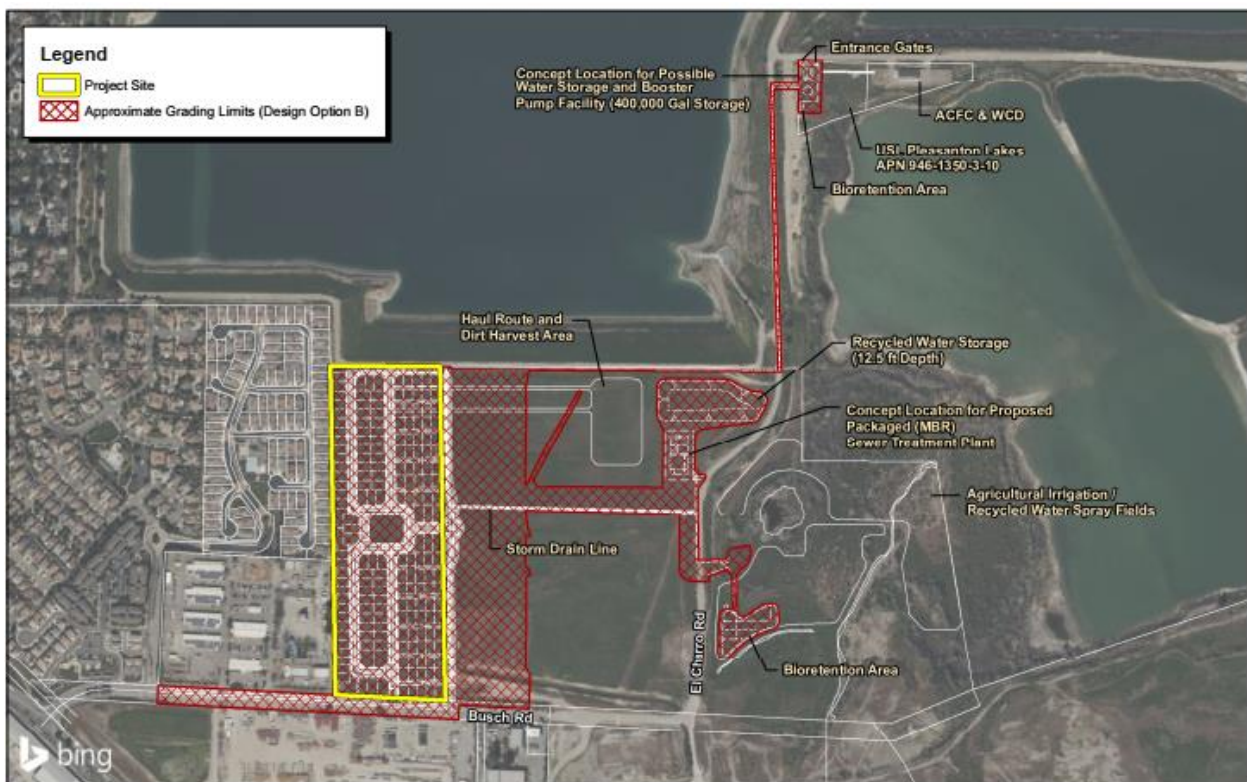 Legend
Project Site
Approximate Grading Limits (Design Option B)
Entrance Gates
Concept Location for Possible
Water Storage and Booster
Pump Facility (400,000 Gal Storage)
ACFC & WCD
USL Pleasanton Lakes
APN 946-1350-3-10
Bioretention Area
Haul Route and
Dirt Harvest Area
Recycled Water Storage
(12.5 ft Depth)
Concept Location for Proposed
Packaged (MBR)
Sewer Treatment Plant
Agricultural Irrigation /
Recycled Water Spray Fields
Storm Drain Line
El Charro Rd
Bioretention Area
Busch Rd
bing